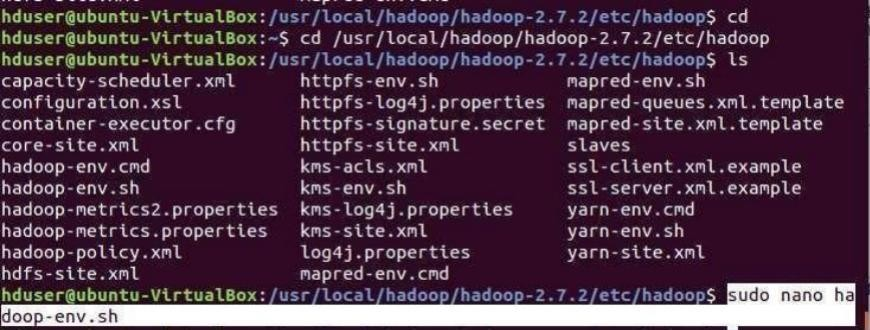 hduser@ubuntu-VirtualBox:/usr/local/hadoop/hadoop-2.7.2/etc/hadoop$ cd
hduser@ubuntu-VirtualBox:~$ cd /usr/local/hadoop/hadoop-2.7.2/etc/hadoop
hduser@ubuntu-VirtualBox:/usr/local/hadoop/hadoop-2.7.2/etc/hadoop$ ls
capacity-scheduler.xml httpfs-env.sh mapred-env.sh
configuration.xsl httpfs-log4j.properties mapred-queues.xml.template
container-executor.cfg httpfs-signature.secret mapred-site.xml.template
core-site.xml httpfs-site.xml slaves
hadoop-env.cmd kms-acls.xml ssl-client.xml.example
hadoop-env.sh kms-env.sh ssl-server.xml.example
hadoop-metrics2.properties kms-log4j.properties yarn-env.cmd
hadoop-metrics.properties kms-site.xml yarn-env.sh
hadoop-policy.xml log4j.properties yarn-site.xml
hdfs-site.xml mapred-env.cmd
hduser@ubuntu-VirtualBox:/usr/local/hadoop/hadoop-2.7.2/etc/hadoop$ sudo nano ha
doop-env.sh